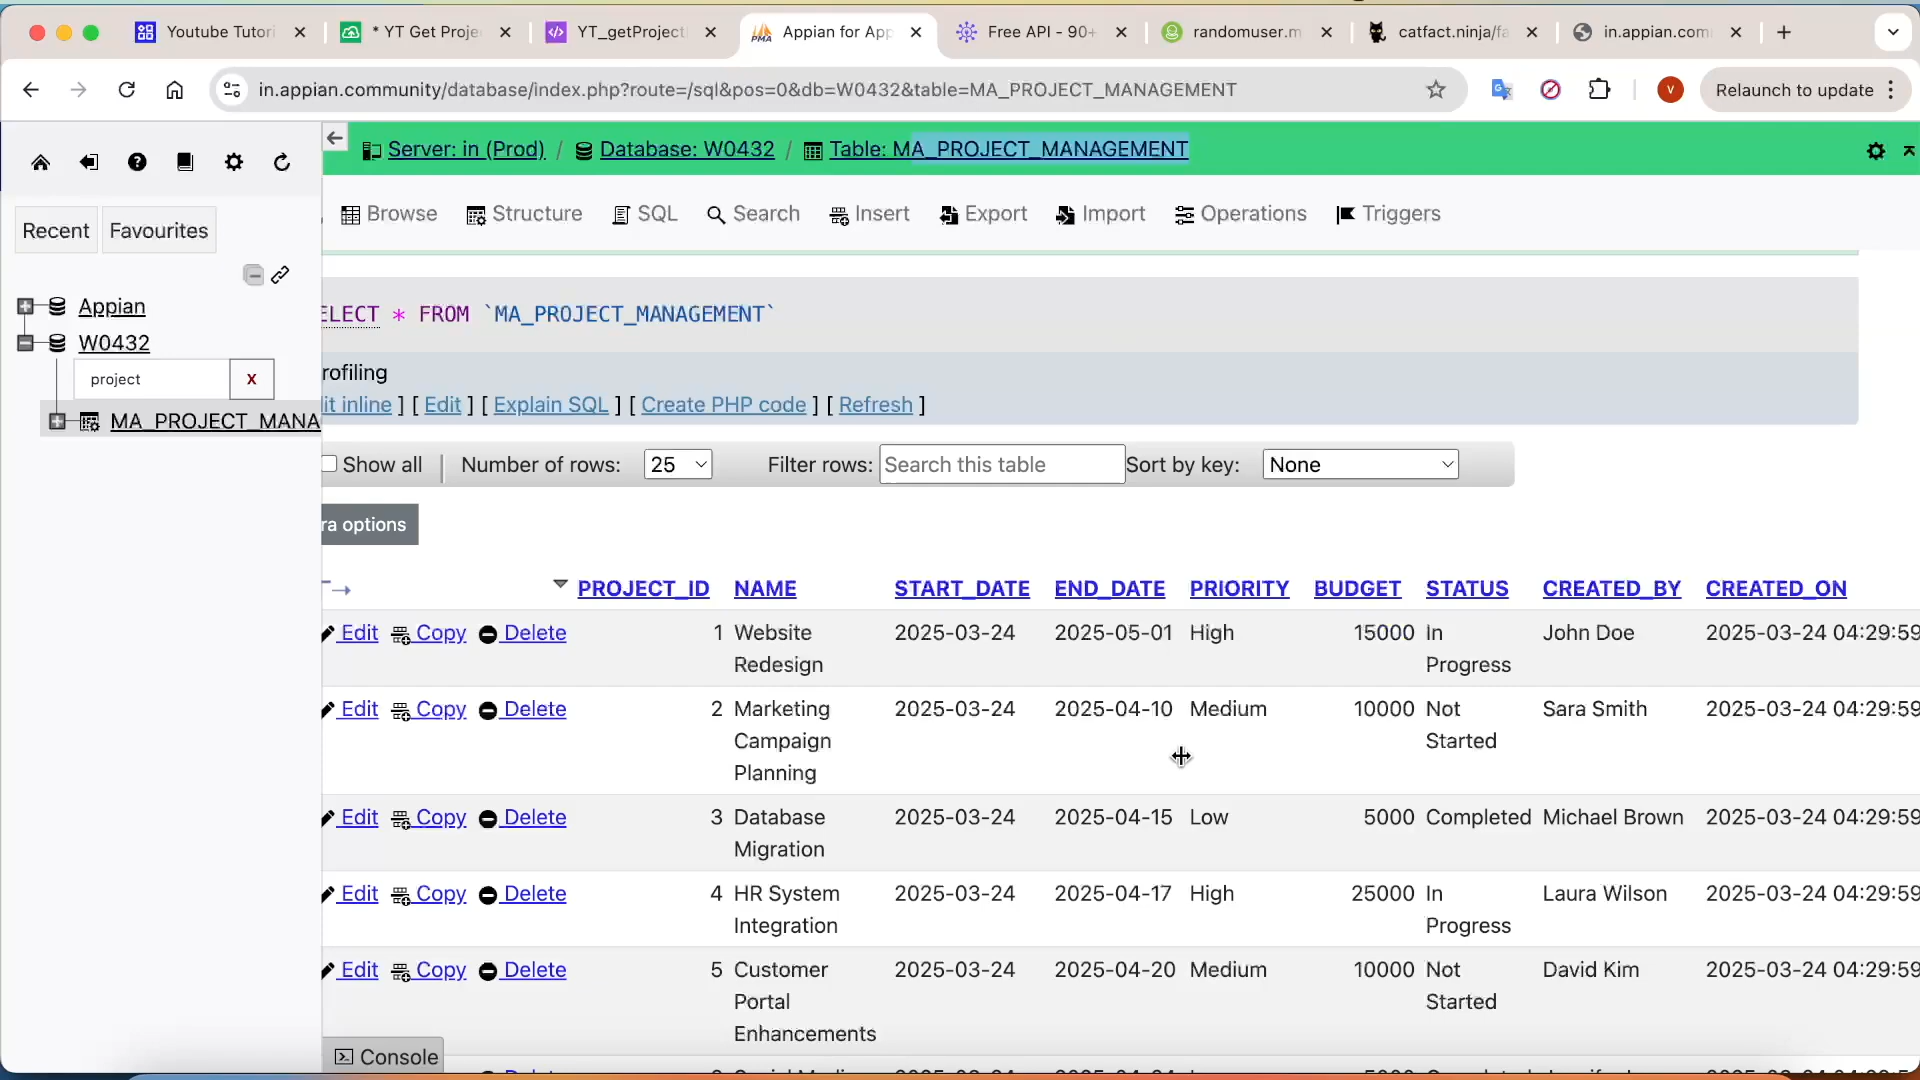 Youtube Tutori
* YT Get Proje
YT_getProject
Appian for App
Free API - 90+
randomuser.m
catfact.ninja/fa
in.appian.com
in.appian.community/database/index.php?route=/sql&pos=0&db=W0432&table=MA_PROJECT_MANAGEMENT
V
Relaunch to update
Server: in (Prod) / Database: W0432 / Table: MA_PROJECT_MANAGEMENT
Browse Structure SQL Search Insert Export Import Operations Triggers
Recent Favourites
Appian
W0432
project X
MA_PROJECT_MANA
ELECT * FROM `MA_PROJECT_MANAGEMENT`
rofiling
it inline ] [ Edit ] [ Explain SQL ] [ Create PHP code ] [ Refresh ]
Show all Number of rows: 25 Filter rows: Search this table Sort by key: None
ra options
PROJECT_ID NAME START_DATE END_DATE PRIORITY BUDGET STATUS CREATED_BY CREATED_ON
Edit Copy Delete 1 Website 2025-03-24 2025-05-01 High 15000 In John Doe 2025-03-24 04:29:59
Redesign Progress
Edit Copy Delete 2 Marketing 2025-03-24 2025-04-10 Medium 10000 Not Sara Smith 2025-03-24 04:29:59
Campaign Started
Planning
Edit Copy Delete 3 Database 2025-03-24 2025-04-15 Low 5000 Completed Michael Brown 2025-03-24 04:29:59
Migration
Edit Copy Delete 4 HR System 2025-03-24 2025-04-17 High 25000 In Laura Wilson 2025-03-24 04:29:59
Integration Progress
Edit Copy Delete 5 Customer 2025-03-24 2025-04-20 Medium 10000 Not David Kim 2025-03-24 04:29:59
Portal Started
Enhancements
Console